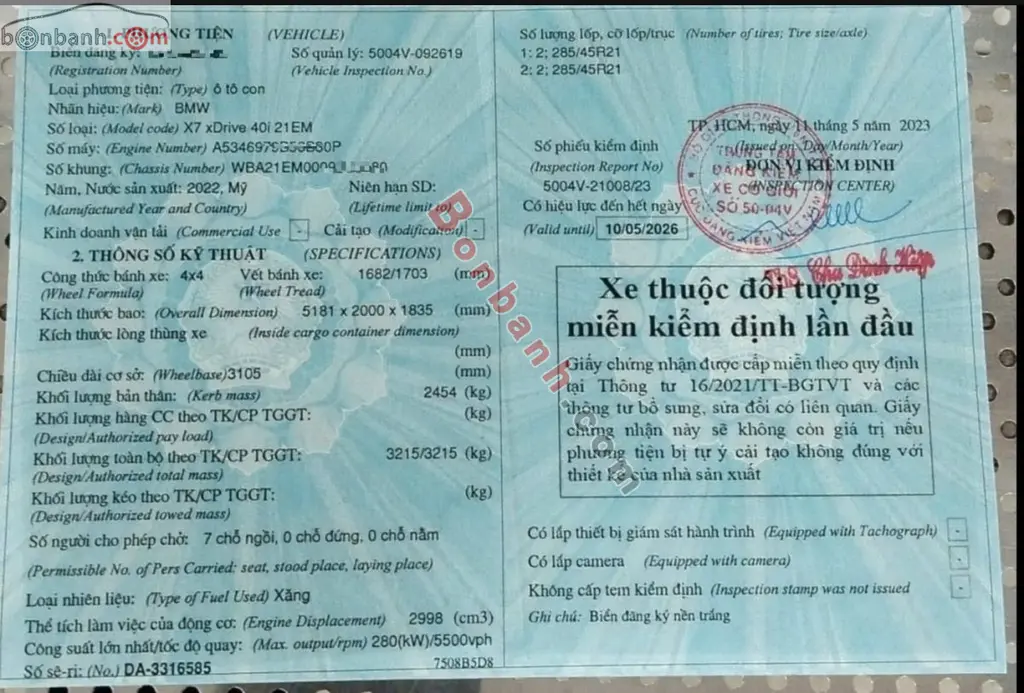 bonbanh.com
TIỆN (VEHICLE)
Biển đăng ký:
Số quản lý: 5004V-092619
(Registration Number) (Vehicle Inspection No.)
Loại phương tiện: (Type) ô tô con
Nhãn hiệu: (Mark) BMW
Số loại: (Model code) X7 xDrive 40i 21EM
Số máy: (Engine Number)
Số khung: (Chassis Number)
Năm, Nước sản xuất: 2022, Mỹ Niên hạn SD:
(Manufactured Year and Country) (Lifetime limit to)
Kinh doanh vận tải (Commercial Use - Cải tạo (Modification) -
2. THÔNG SỐ KỸ THUẬT (SPECIFICATIONS)
Công thức bánh xe: 4x4 Vết bánh xe: 1682/1703 (mm)
(Wheel Formula) (Wheel Tread)
Kích thước bao: (Overall Dimension) 5181 x 2000 x 1835 (mm)
Kích thước lòng thùng xe (Inside cargo container dimension)
(mm)
Chiều dài cơ sở: (Wheelbase) 3105 (mm)
Khối lượng bản thân: (Kerb mass) 2454 (kg)
Khối lượng hàng CC theo TK/CP TGGT: (kg)
(Design/Authorized pay load)
Khối lượng toàn bộ theo TK/CP TGGT: 3215/3215 (kg)
(Design/Authorized total mass)
Khối lượng kéo theo TK/CP TGGT: (kg)
(Design/Authorized towed mass)
Số người cho phép chở: 7 chỗ ngồi, 0 chỗ đứng, 0 chỗ nằm
(Permissible No. of Pers Carried: seat, stood place, laying place)
Loại nhiên liệu: (Type of Fuel Used) Xăng
Thể tích làm việc của động cơ: (Engine Displacement) 2998 (cm3)
Công suất lớn nhất/tốc độ quay: (Max. output/rpm) 280(kW)/5500vph
Số sê-ri: (No.) DA-3316585 7508B5D8
Số lượng lốp, cỡ lốp/trục (Number of tires; Tire size/axle)
1: 2; 285/45R21
2: 2; 285/45R21
TP. HCM, ngày 11 tháng 5 năm 2023
Số phiếu kiểm định (Issued on: Day/Month/Year)
(Inspection Report No) ĐƠN VỊ KIỂM ĐỊNH
5004V-21008/23 (INSPECTION CENTER)
Có hiệu lực đến hết ngày
(Valid until) 10/05/2026
TRUNG TÂM
ĐĂNG KIỂM
XE CƠ GIỚI
SỐ 50-04V
CỤC ĐĂNG KIỂM VIỆT NAM
Xe thuộc đối tượng
miễn kiểm định lần đầu
Giấy chứng nhận được cấp miễn theo quy định
tại Thông tư 16/2021/TT-BGTVT và các
thông tư bổ sung, sửa đổi có liên quan. Giấy
chứng nhận này sẽ không còn giá trị nếu
phương tiện bị tự ý cải tạo không đúng với
thiết kế của nhà sản xuất
Có lắp thiết bị giám sát hành trình (Equipped with Tachograph) -
Có lắp camera (Equipped with camera) -
Không cấp tem kiểm định (Inspection stamp was not issued -
Ghi chú: Biển đăng ký nền trắng
Bonbanh.com